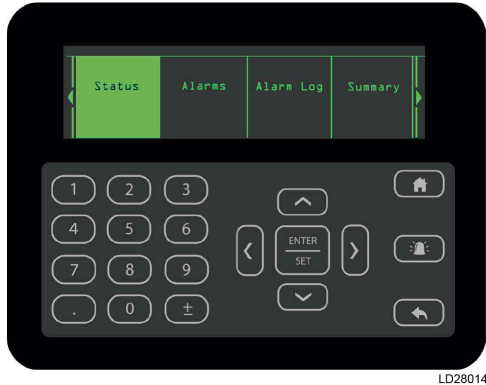 Status Alarms Alarm Log Summary
1 2 3
4 5 6
ENTER
SET
7 8 9
. 0 ±
LD28014